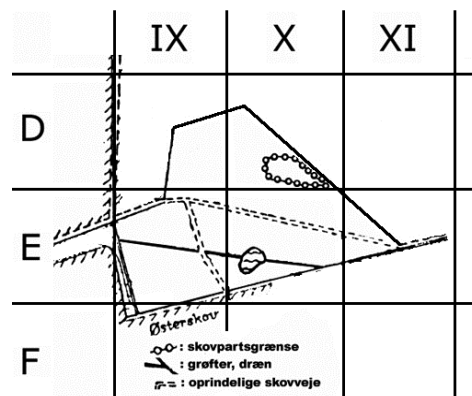 IX X XI
D
E
Østerskov
F
: skovpartsgrænse
: grøfter, dræn
: oprindelige skovveje